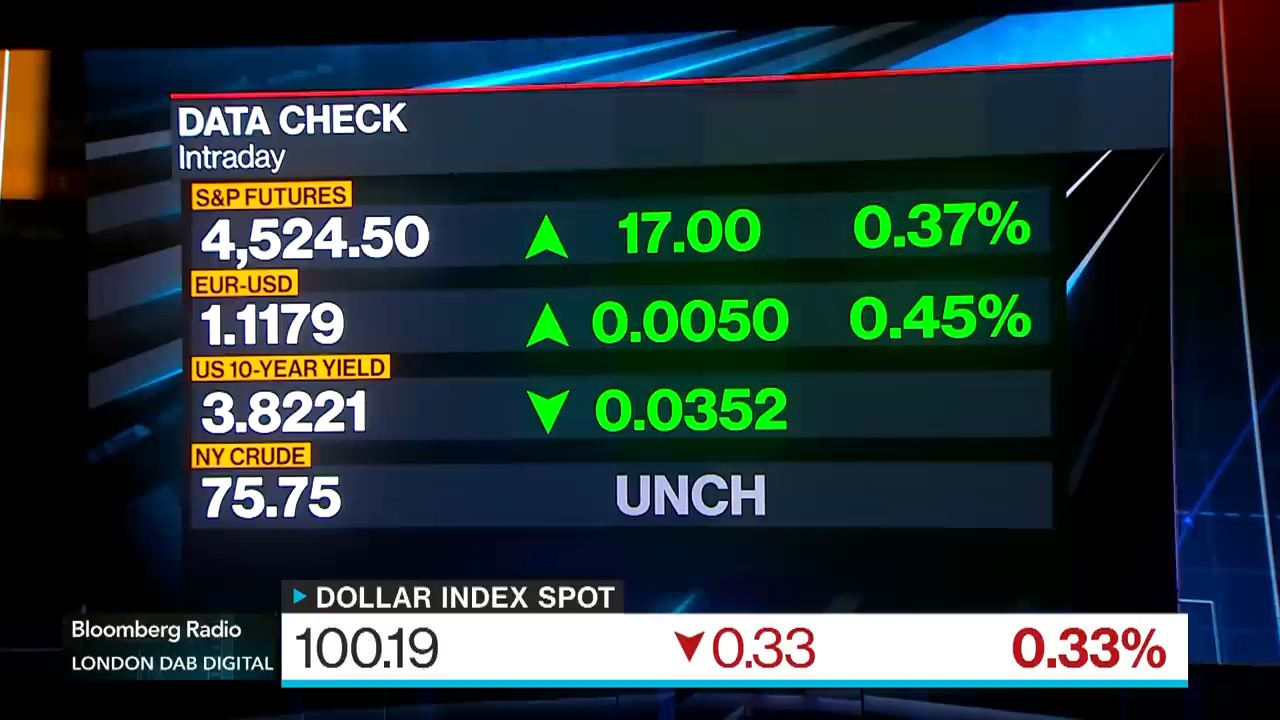 DATA CHECK
Intraday
S&P FUTURES
4,524.50 ▲ 17.00 0.37%
EUR-USD
1.1179 ▲ 0.0050 0.45%
US 10-YEAR YIELD
3.8221 ▼ 0.0352
NY CRUDE
75.75 UNCH
▶ DOLLAR INDEX SPOT
Bloomberg Radio
LONDON DAB DIGITAL
100.19 ▼ 0.33 0.33%